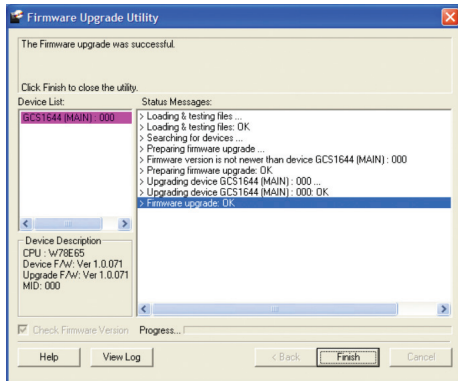 Firmware Upgrade Utility
The Firmware upgrade was successful.
Click Finish to close the utility.
Device List:
GCS1644 (MAN) : 000
Status Messages:
> Loading & testing files ...
> Loading & testing files: OK
> Searching for devices ...
> Preparing firmware upgrade ...
> Firmware version is not newer than device GCS1644 (MAIN) : 000
> Preparing firmware upgrade: OK
> Upgrading device GCS1644 (MAIN) : 000 ...
> Upgrading device GCS1644 (MAIN) : 000: OK
> Firmware upgrade: OK
Device Description
CPU : W78E65
Device F/W: Ver 1.0.071
Upgrade F/W: Ver 1.0.071
MID: 000
Check Firmware Version
Progress...
Help
View Log
< Back
Finish
Cancel